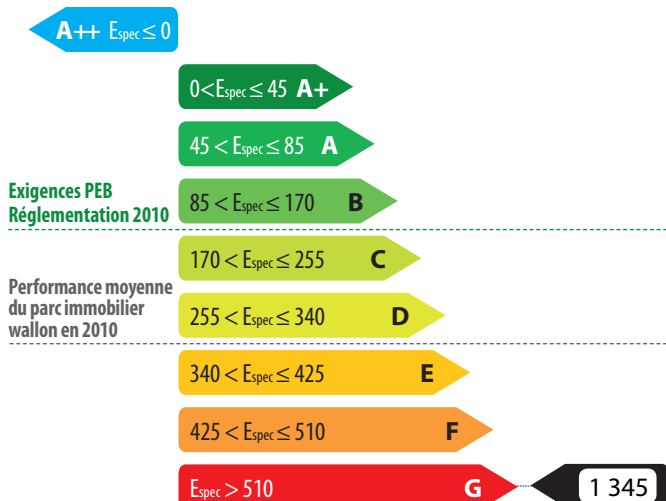 A++ Espec ≤ 0
0<Espec ≤ 45 A+
45 < Espec ≤ 85 A
Exigences PEB
Réglementation 2010
85 < Espec ≤ 170 B
170 < Espec ≤ 255 C
Performance moyenne
du parc immobilier
wallon en 2010
255 < Espec ≤ 340 D
340 < Espec ≤ 425 E
425 < Espec ≤ 510 F
Espec > 510 G 1 345